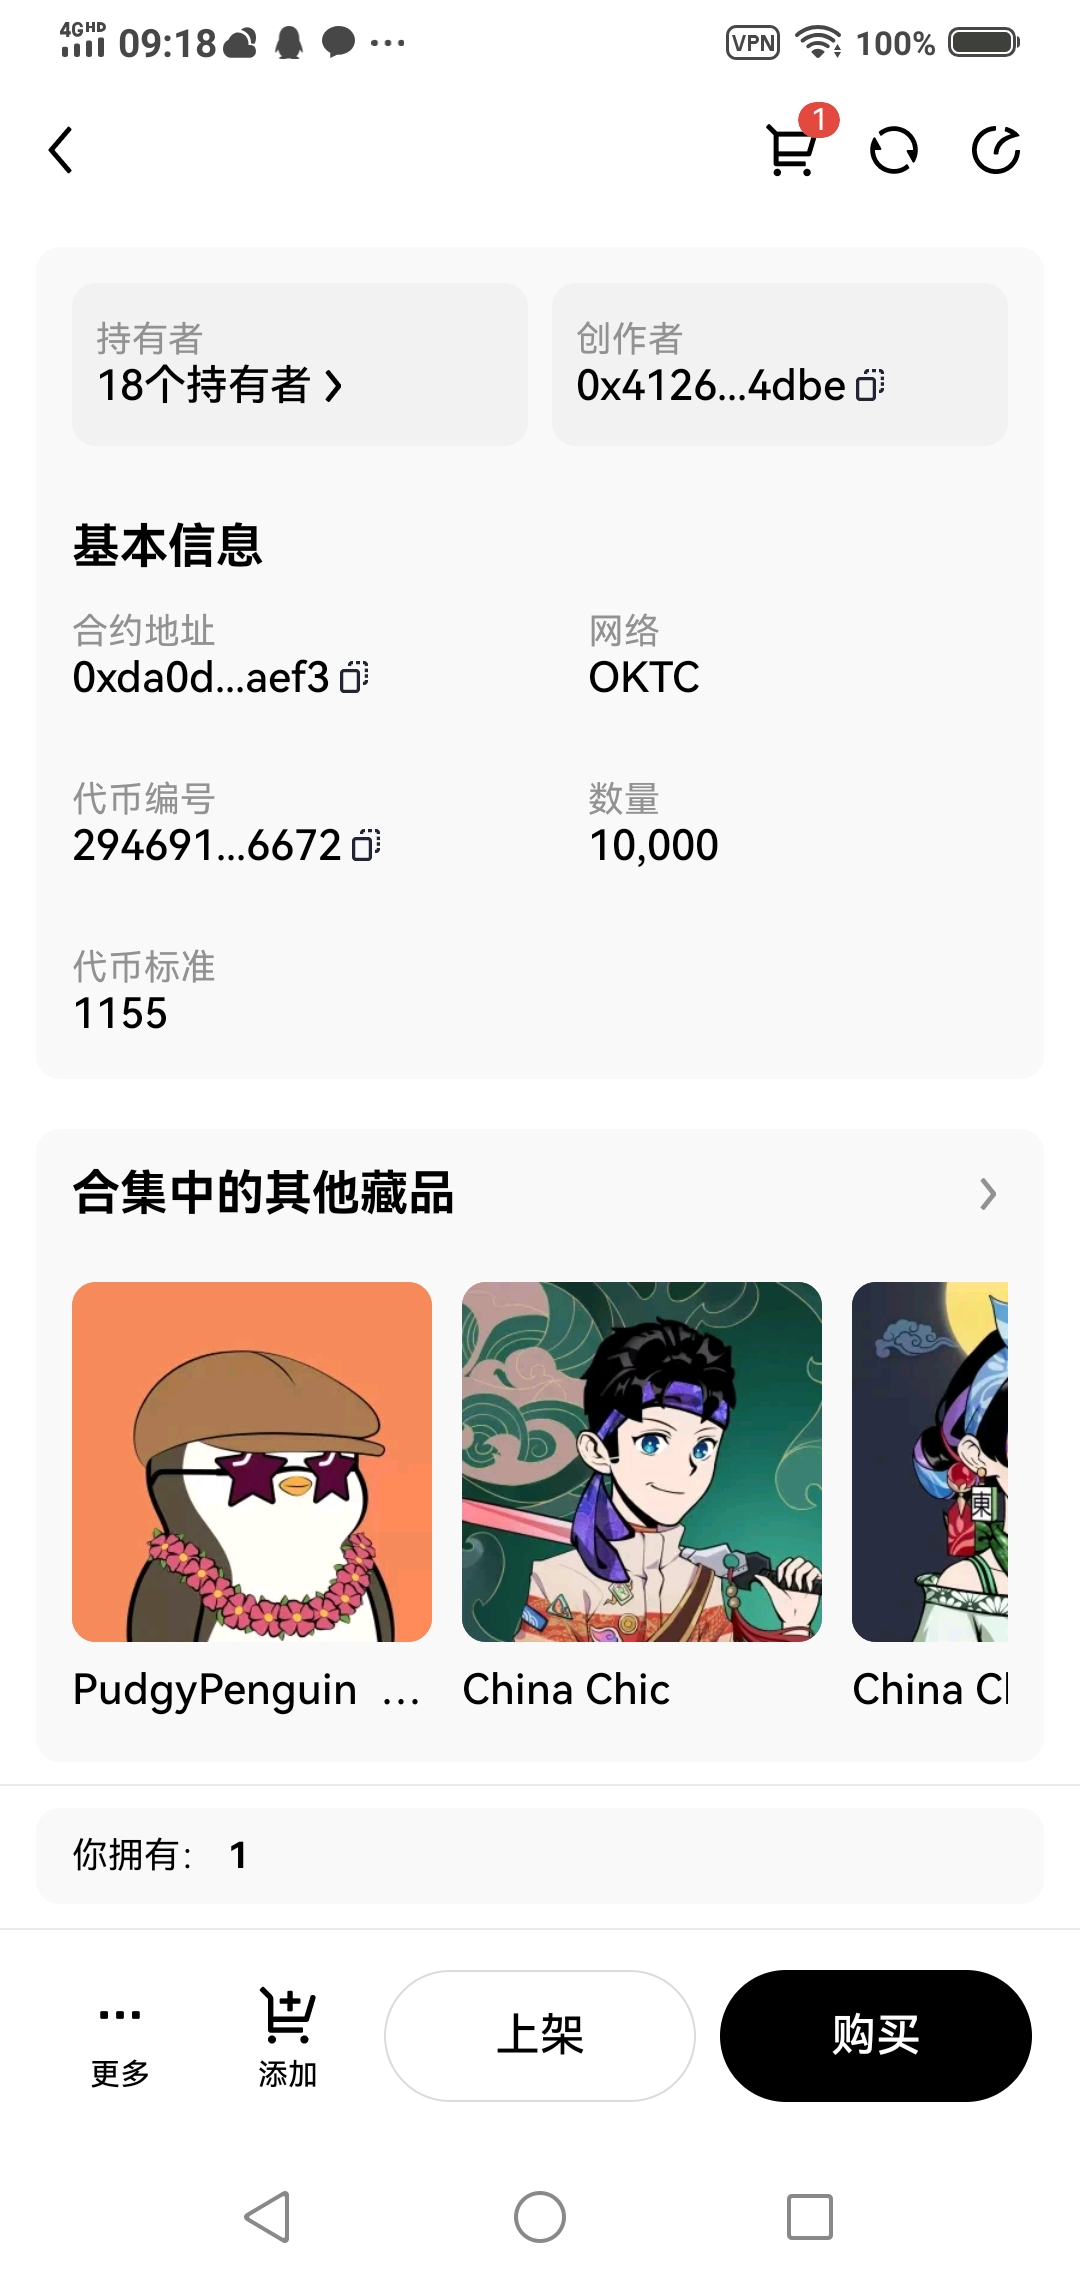 4G HD 09:18 VPN 100%
1
持有者
18个持有者
创作者
0x4126...4dbe
基本信息
合约地址
0xda0d...aef3
网络
OKTC
代币编号
294691...6672
数量
10,000
代币标准
1155
合集中的其他藏品
東
PudgyPenguin ...
China Chic
China Cl
你拥有: 1
更多
添加
上架
购买